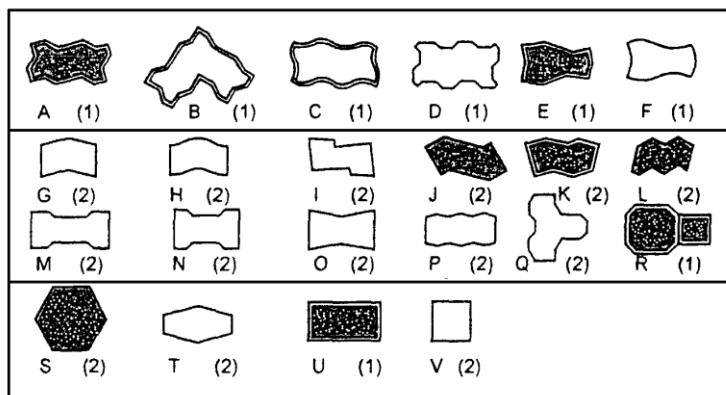 A (1) B (1) C (1) D (1) E (1) F (1)
G (2) H (2) I (2) J (2) K (2) L (2)
M (2) N (2) O (2) P (2) Q (2) R (1)
S (2) T (2) U (1) V (2)